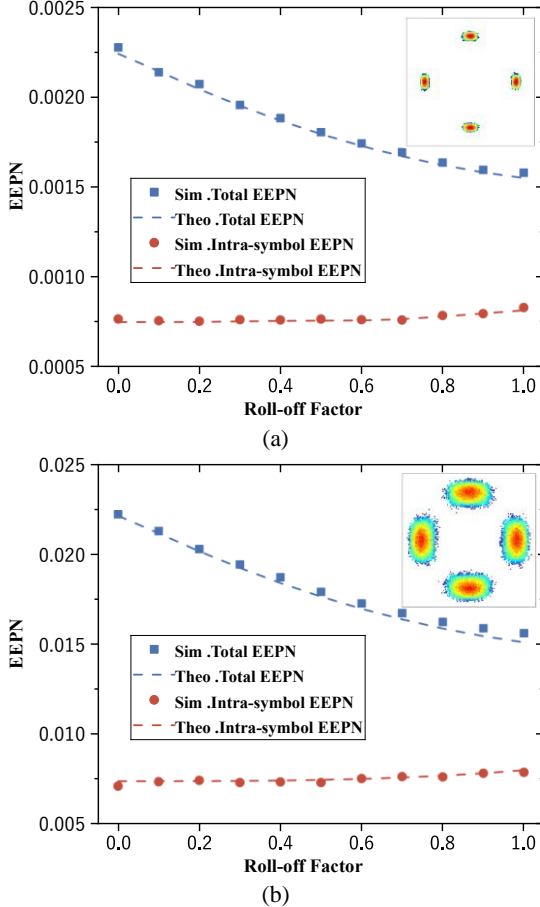 (a)
0.0025
0.0020
0.0015
0.0010
0.0005
EEPN
Sim .Total EEPN
Theo .Total EEPN
Sim .Intra-symbol EEPN
Theo .Intra-symbol EEPN
0.0 0.2 0.4 0.6 0.8 1.0
Roll-off Factor
(a)
0.025
0.020
0.015
0.010
0.005
EEPN
Sim .Total EEPN
Theo .Total EEPN
Sim .Intra-symbol EEPN
Theo .Intra-symbol EEPN
0.0 0.2 0.4 0.6 0.8 1.0
Roll-off Factor
(b)